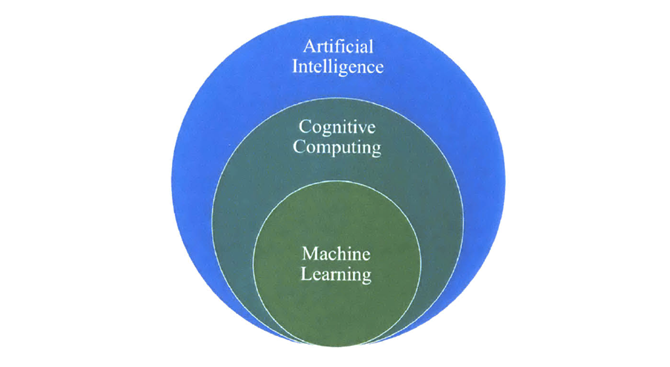 Artificial
Intelligence
Cognitive
Computing
Machine
Learning